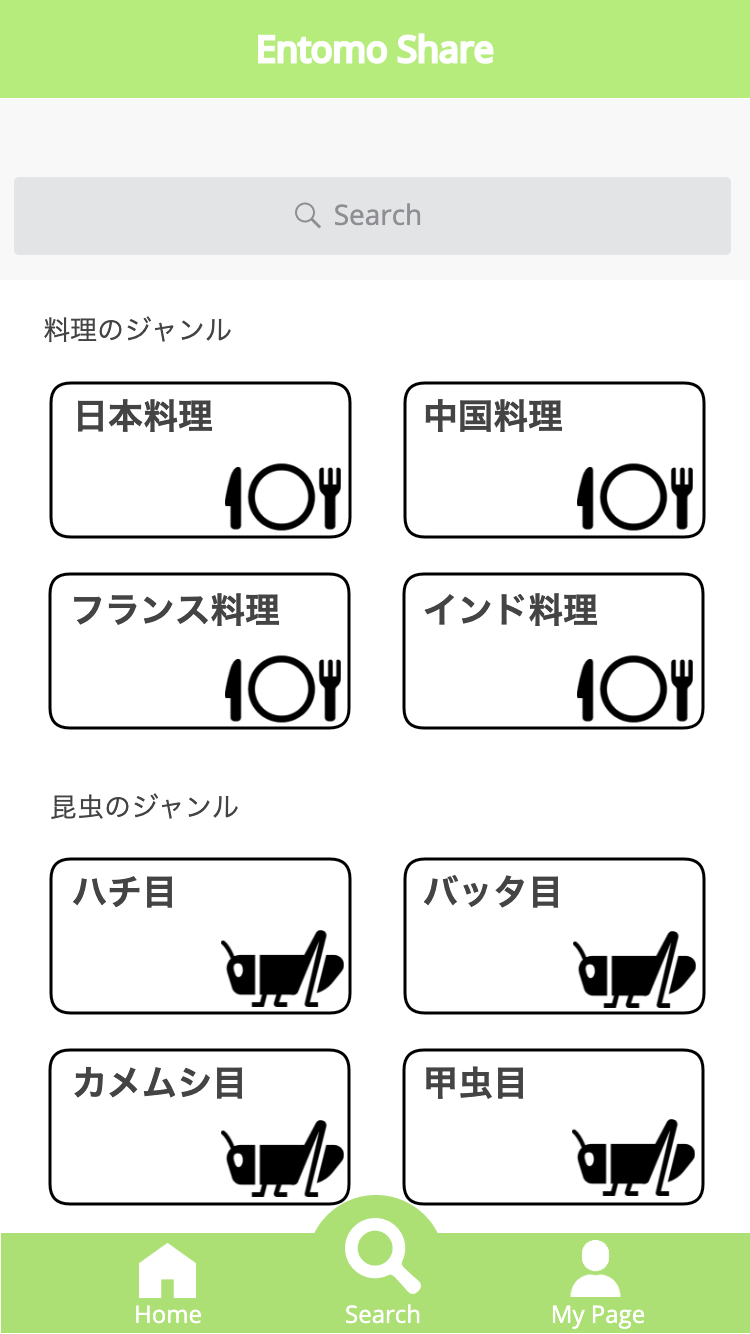 Entomo Share
Search
料理のジャンル
日本料理
中国料理
フランス料理
インド料理
昆虫のジャンル
ハチ目
バッタ目
カメムシ目
甲虫目
Home
Search
My Page